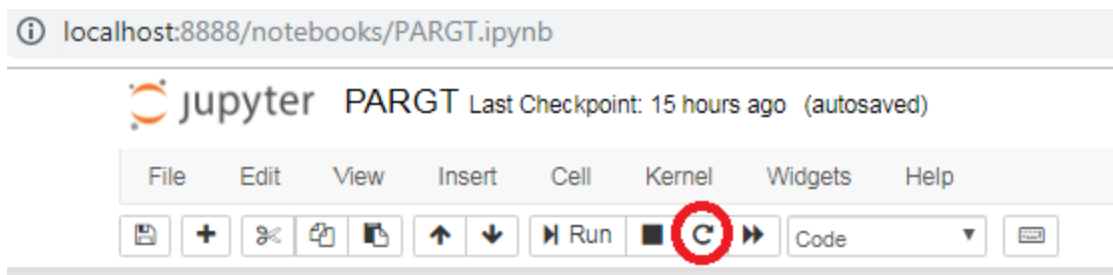 localhost:8888/notebooks/PARGT.ipynb
jupyter PARGT Last Checkpoint: 15 hours ago (autosaved)
File Edit View Insert Cell Kernel Widgets Help
Run Code